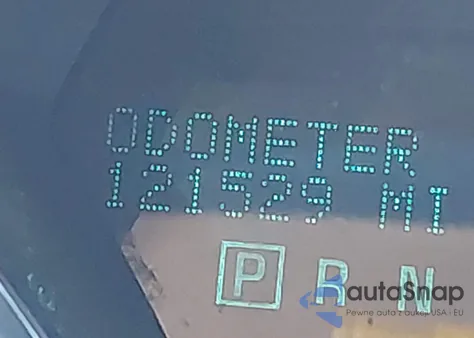 ODOMETER
121529 MI
P R N
autaSnap
Pewne auta z aukcji USA - EU